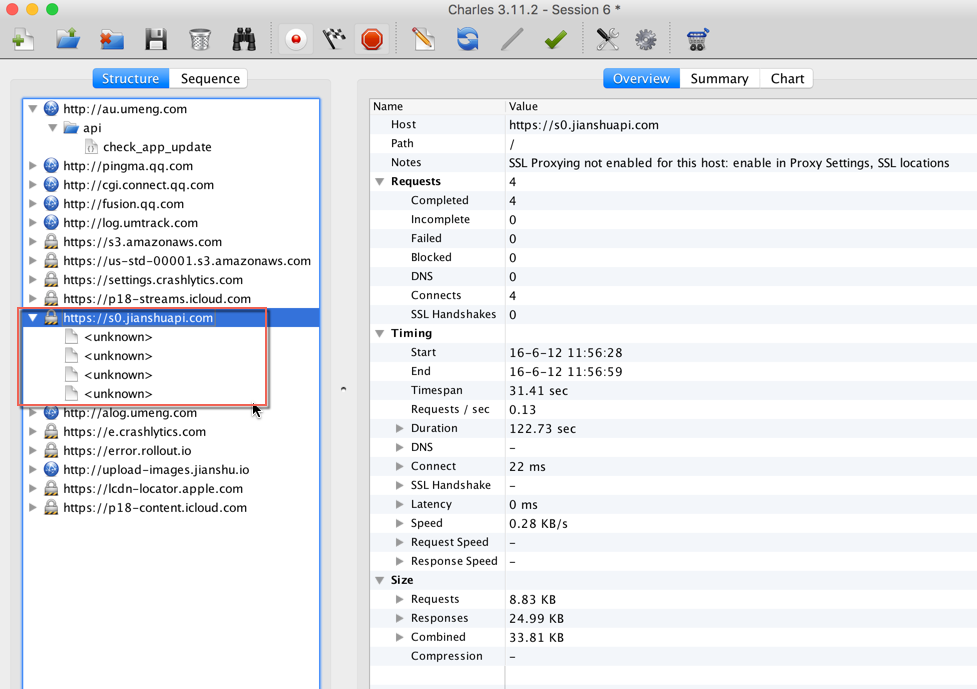 Charles 3.11.2 - Session 6 *
Structure Sequence
http://au.umeng.com
api
check_app_update
http://pingma.qq.com
http://cgi.connect.qq.com
http://fusion.qq.com
http://log.umtrack.com
https://s3.amazonaws.com
https://us-std-00001.s3.amazonaws.com
https://settings.crashlytics.com
https://p18-streams.icloud.com
https://s0.jianshuapi.com
<unknown>
<unknown>
<unknown>
<unknown>
http://alog.umeng.com
https://e.crashlytics.com
https://error.rollout.io
http://upload-images.jianshu.io
https://lcdn-locator.apple.com
https://p18-content.icloud.com
Overview Summary Chart
Name Value
Host https://s0.jianshuapi.com
Path /
Notes SSL Proxying not enabled for this host: enable in Proxy Settings, SSL locations
Requests 4
Completed 4
Incomplete 0
Failed 0
Blocked 0
DNS 0
Connects 4
SSL Handshakes 0
Timing
Start 16-6-12 11:56:28
End 16-6-12 11:56:59
Timespan 31.41 sec
Requests / sec 0.13
Duration 122.73 sec
DNS –
Connect 22 ms
SSL Handshake –
Latency 0 ms
Speed 0.28 KB/s
Request Speed –
Response Speed –
Size
Requests 8.83 KB
Responses 24.99 KB
Combined 33.81 KB
Compression –